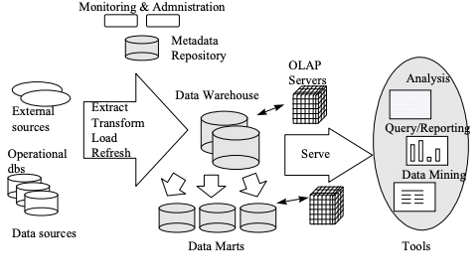 Monitoring & Admnistration
Metadata
Repository
OLAP
Servers
Analysis
Data Warehouse
External
sources
Extract
Transform
Load
Refresh
Query/Reporting
Operational
dbs
Serve
Data Mining
Data sources
Data Marts
Tools